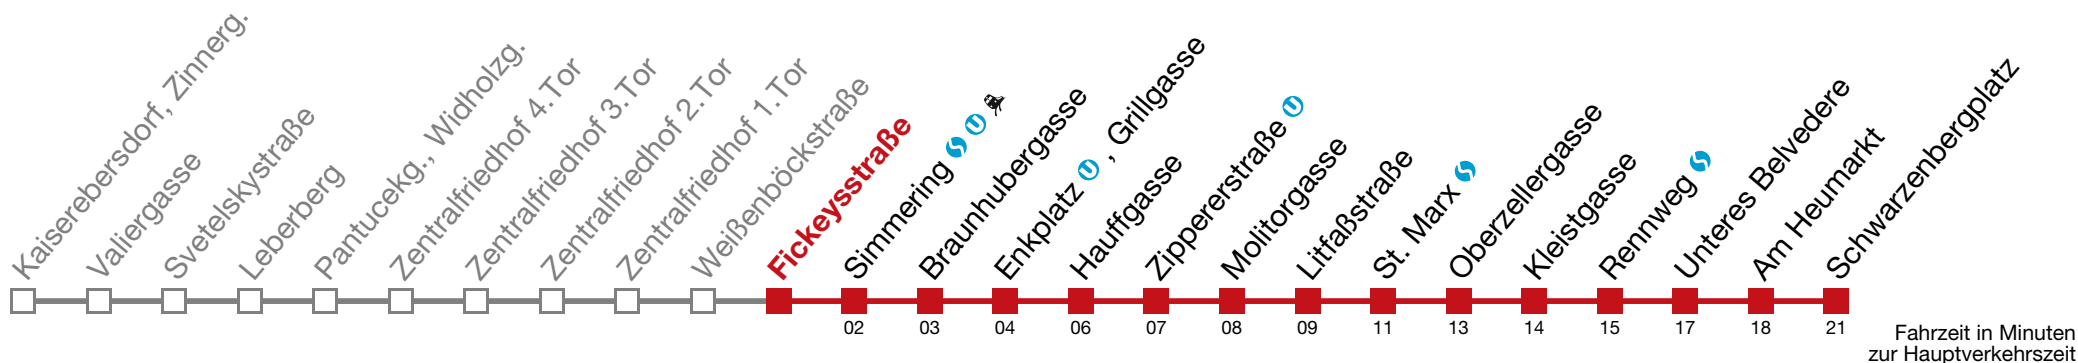 Kaiserebersdorf, Zinnerg.
Valiergasse
Svetelskystraße
Leberberg
Pantucekg., Widholzg.
Zentralfriedhof 4.Tor
Zentralfriedhof 3.Tor
Zentralfriedhof 2.Tor
Zentralfriedhof 1.Tor
Weißenböckstraße
Fickeysstraße
Simmering S U
Braunhubergasse
Enkplatz U , Grillgasse
Hauffgasse
Zippererstraße U
Molitorgasse
Litfaßstraße
St. Marx S
Oberzellergasse
Kleistgasse
Rennweg S
Unteres Belvedere
Am Heumarkt
Schwarzenbergplatz
02 03 04 06 07 08 09 11 13 14 15 17 18 21
Fahrzeit in Minuten
zur Hauptverkehrszeit